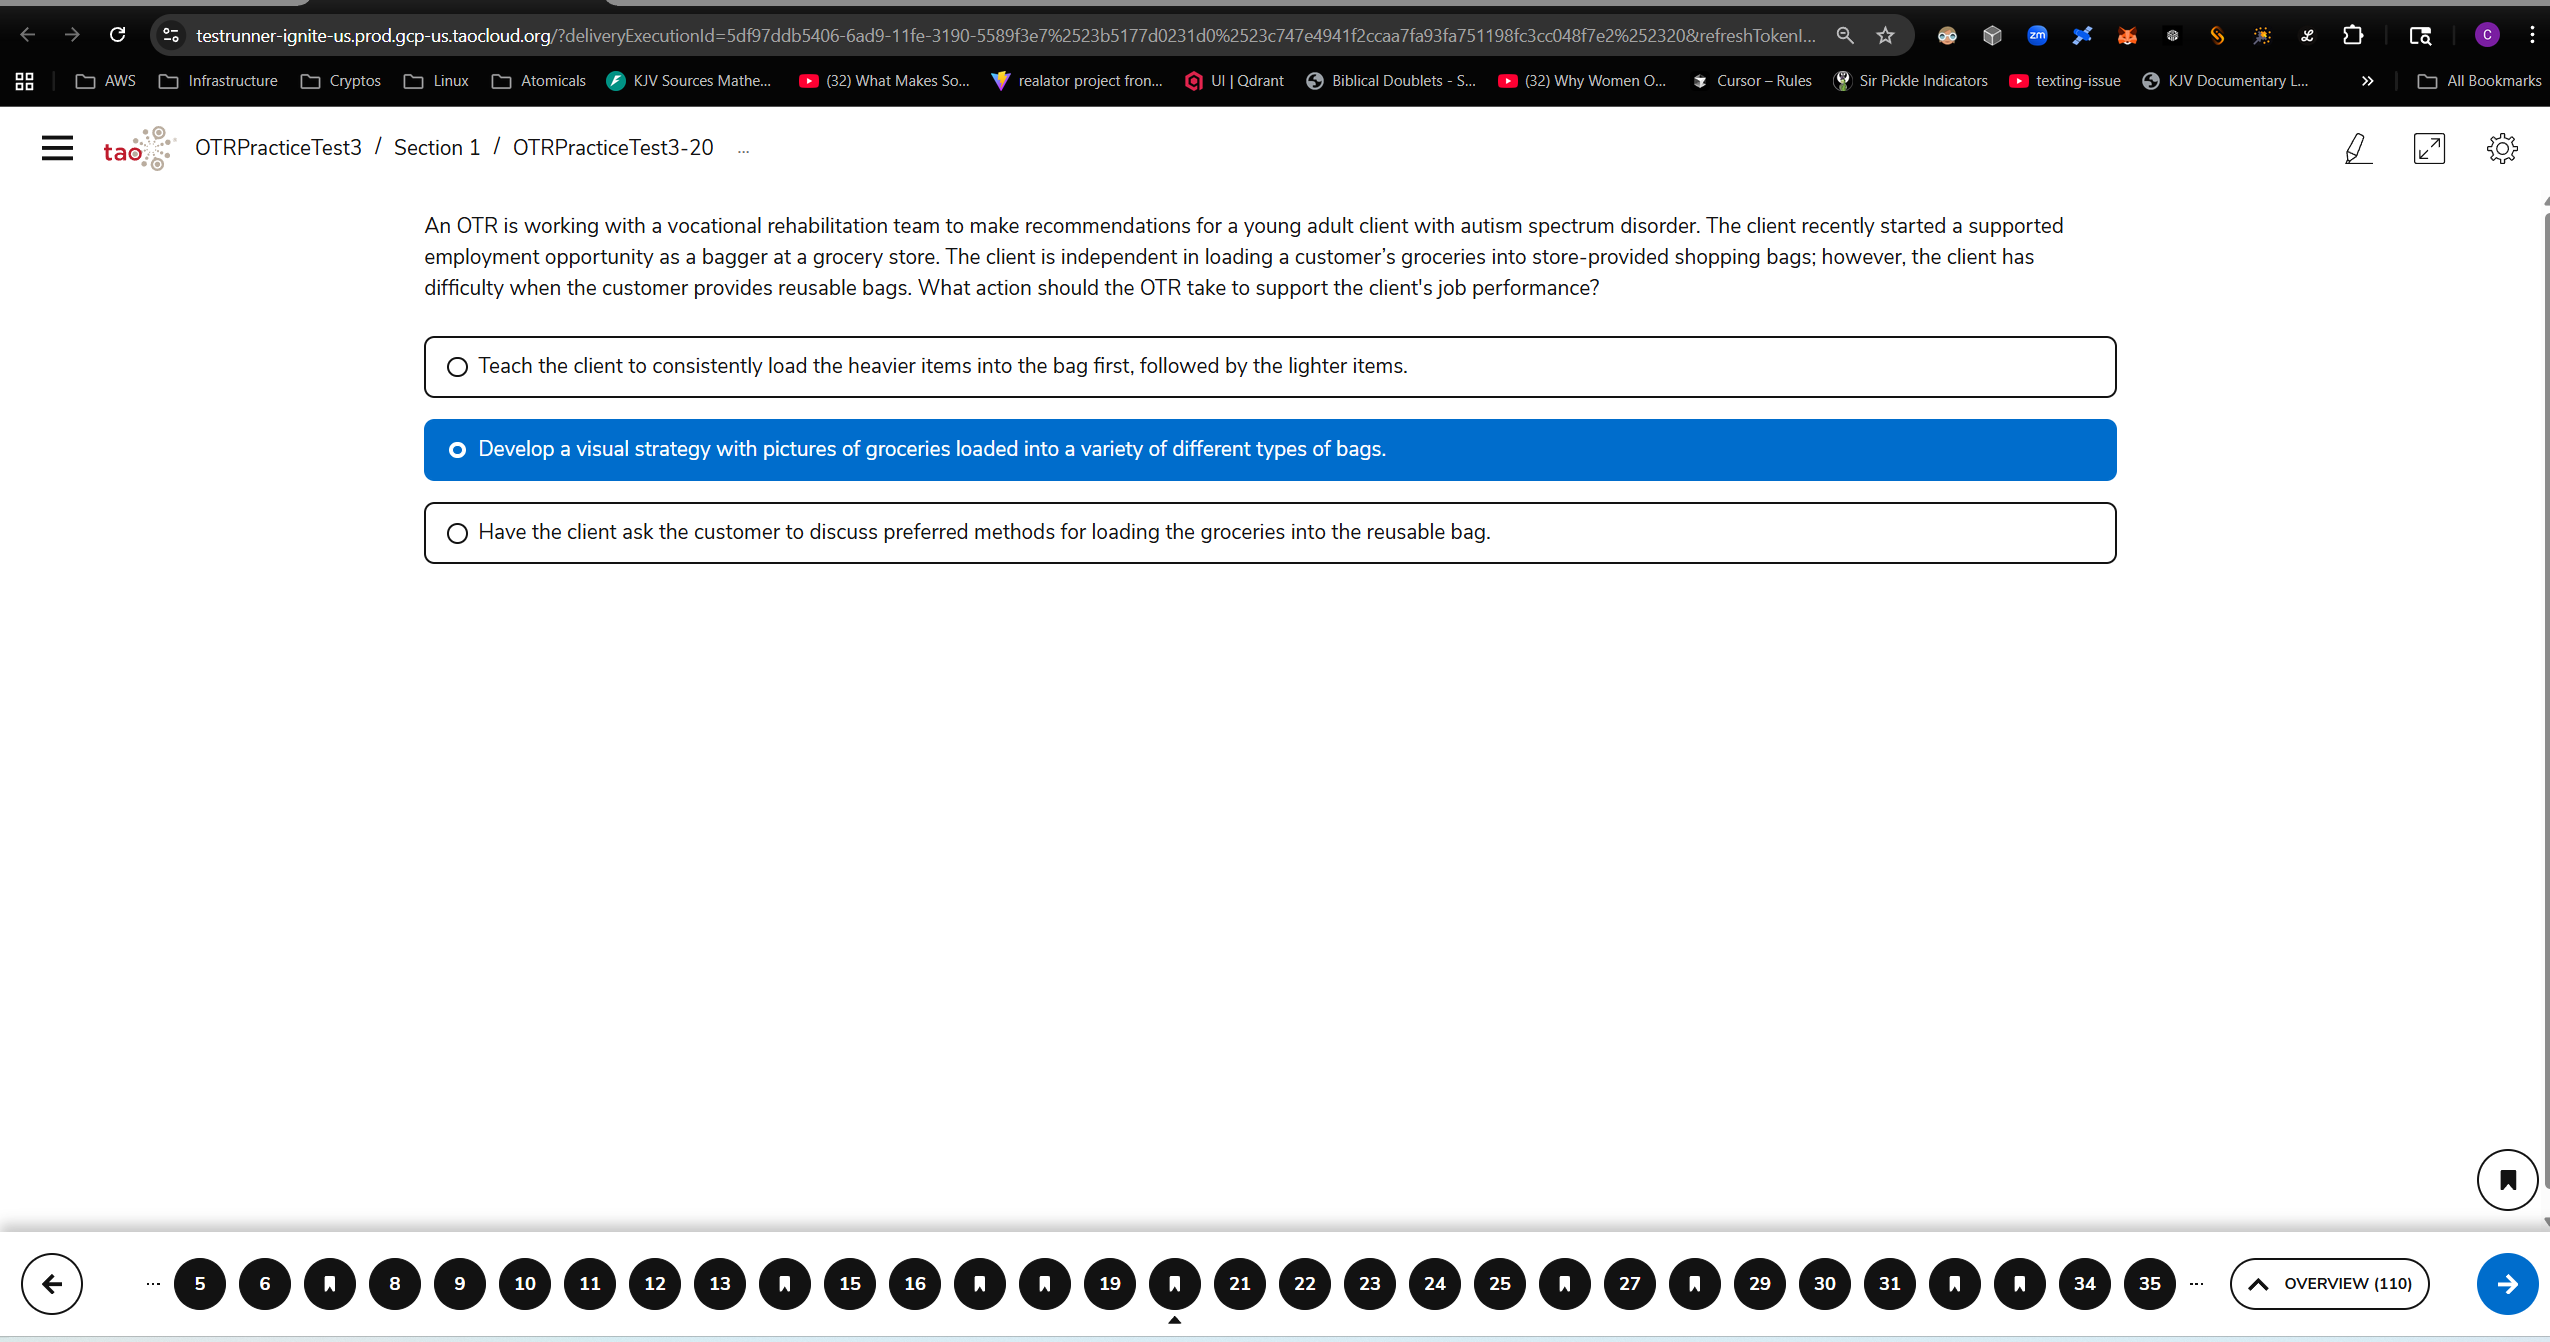 testrunner-ignite-us.prod.gcp-us.taocloud.org/?deliveryExecutionId=5df97ddb5406-6ad9-11fe-3190-5589f3e7%2523b5177d0231d0%2523c747e4941f2ccaa7fa93fa751198fc3cc048f7e2%252320&refreshTokenI...
zm
C
AWS Infrastructure Cryptos Linux Atomicals KJV Sources Mathe... (32) What Makes So... realator project fron... UI | Qdrant Biblical Doublets - S... (32) Why Women O... Cursor – Rules Sir Pickle Indicators texting-issue KJV Documentary L... » All Bookmarks
tao OTRPracticeTest3 / Section 1 / OTRPracticeTest3-20 ...
An OTR is working with a vocational rehabilitation team to make recommendations for a young adult client with autism spectrum disorder. The client recently started a supported
employment opportunity as a bagger at a grocery store. The client is independent in loading a customer’s groceries into store-provided shopping bags; however, the client has
difficulty when the customer provides reusable bags. What action should the OTR take to support the client's job performance?
Teach the client to consistently load the heavier items into the bag first, followed by the lighter items.
Develop a visual strategy with pictures of groceries loaded into a variety of different types of bags.
Have the client ask the customer to discuss preferred methods for loading the groceries into the reusable bag.
... 5 6 8 9 10 11 12 13 15 16 19 21 22 23 24 25 27 29 30 31 34 35 ... OVERVIEW (110)